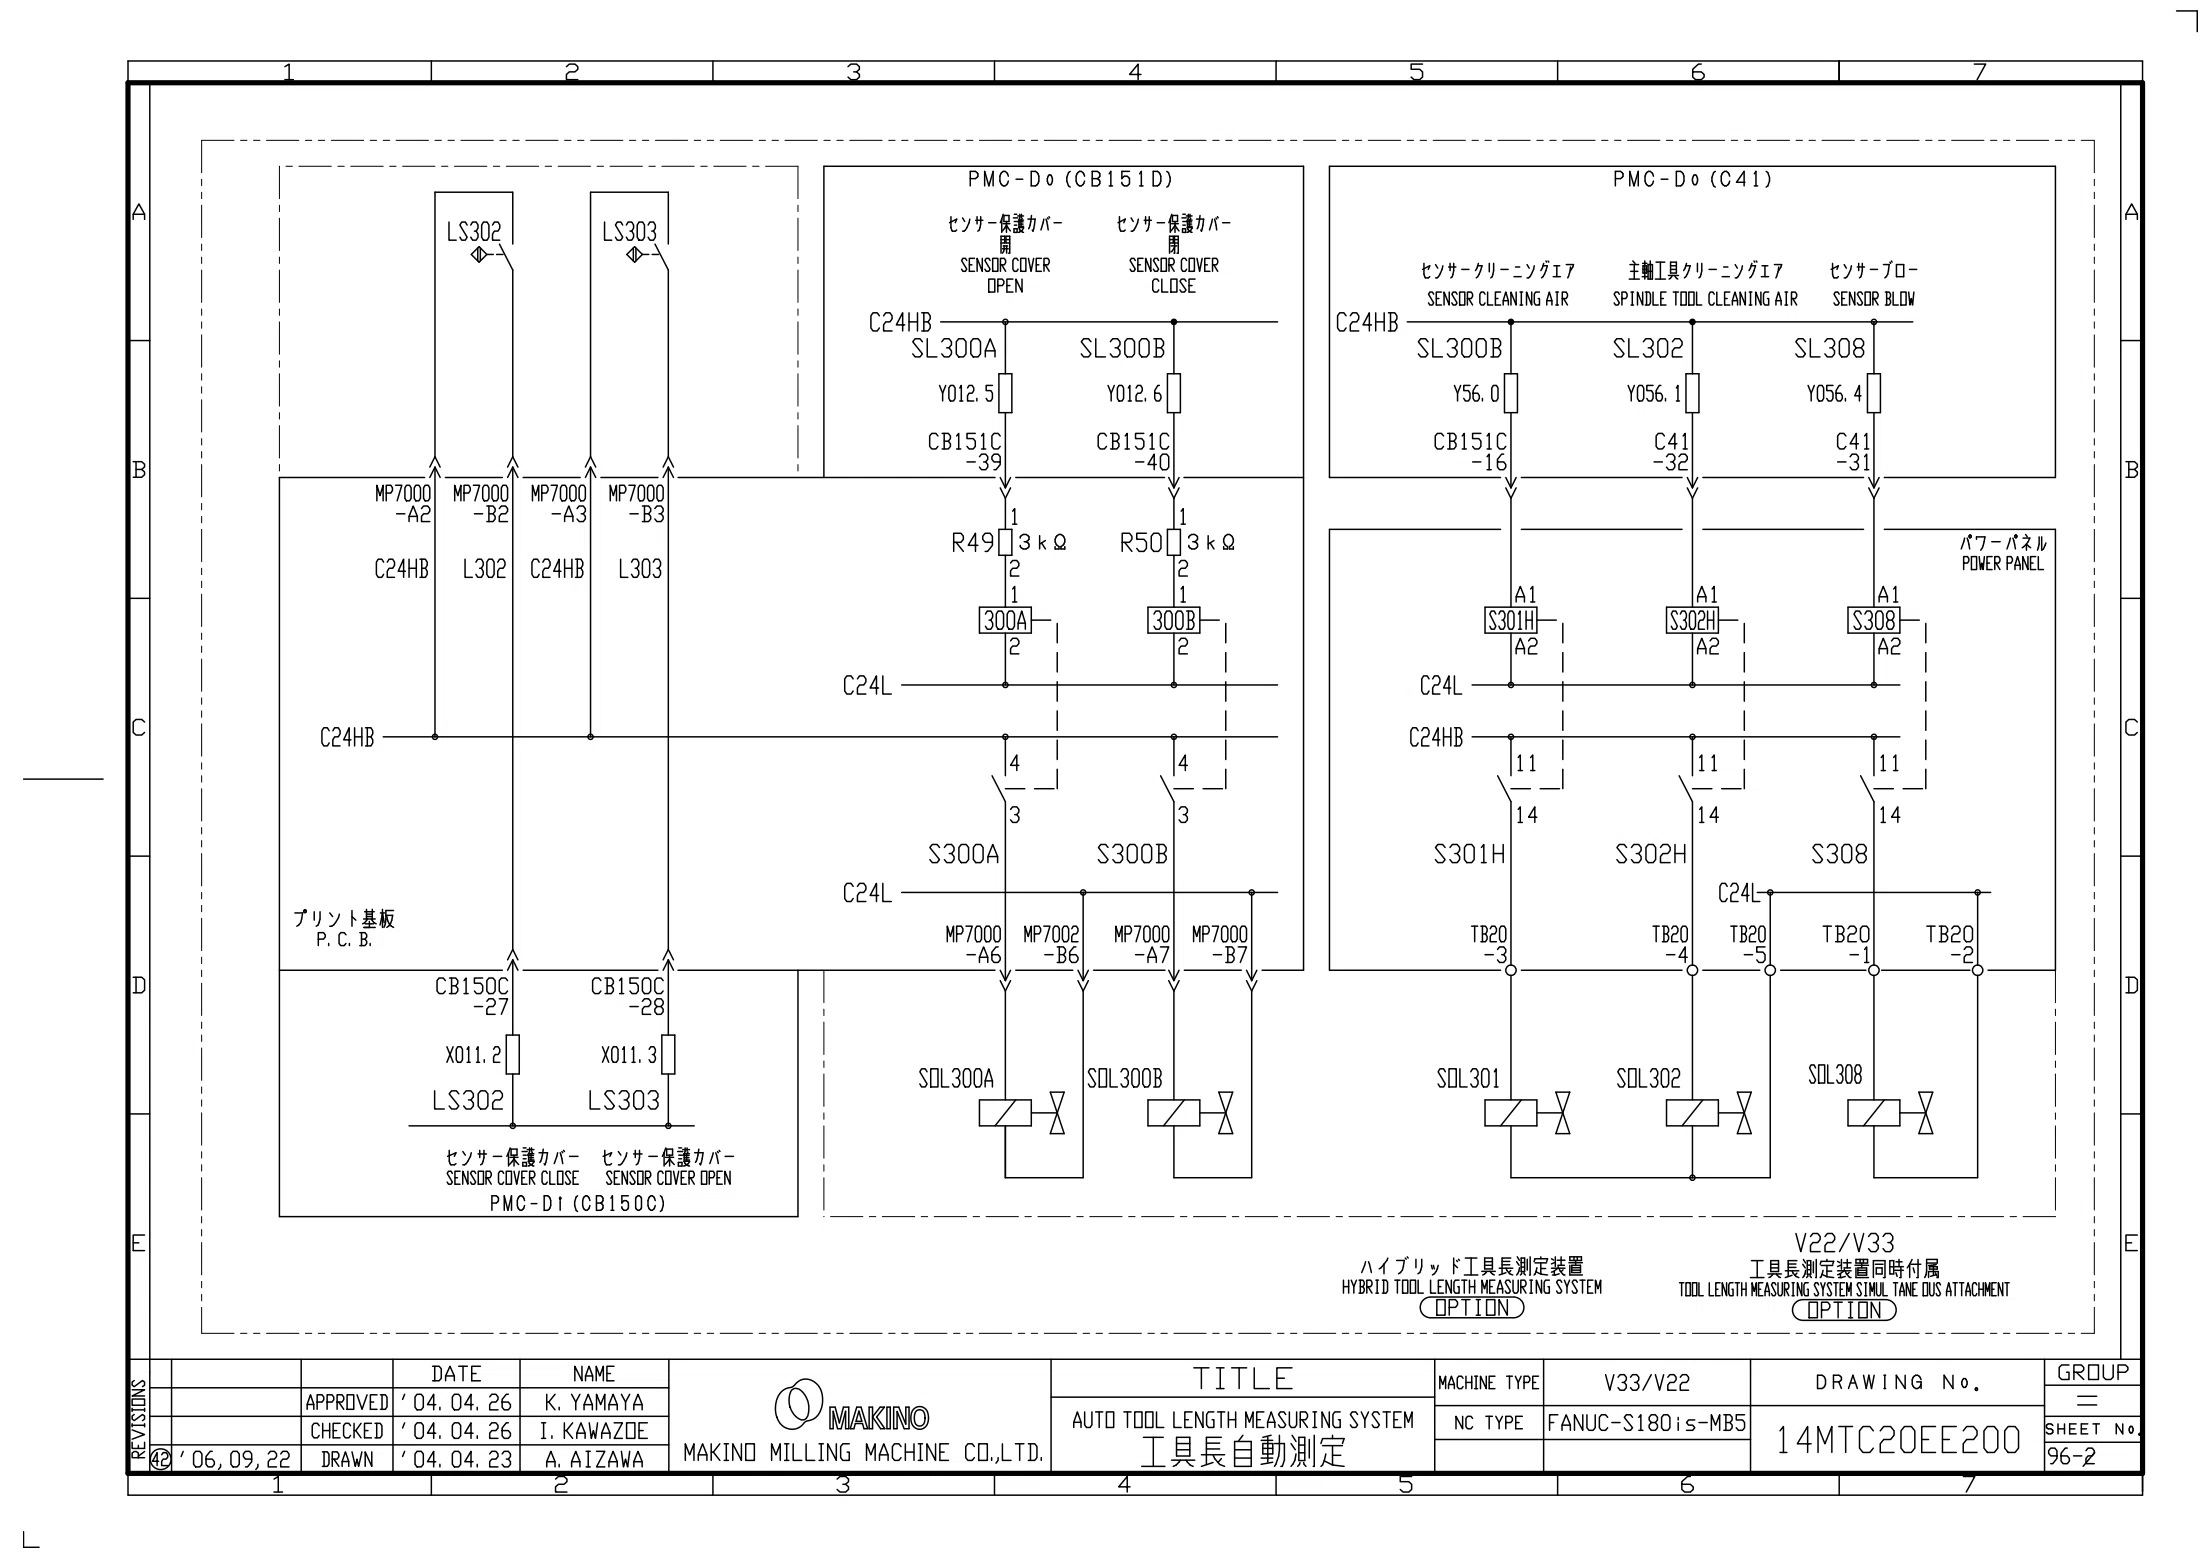 1 2 3 4 5 6 7
A A
B B
C C
D D
E E
LS302
LS303
PMC-Do(CB151D)
センサー保護カバー センサー保護カバー
開 閉
SENSOR COVER SENSOR COVER
OPEN CLOSE
C24HB
SL300A SL300B
Y012.5 Y012.6
CB151C CB151C
-39 -40
PMC-Do(C41)
センサークリーニングエア 主軸工具クリーニングエア センサーブロー
SENSOR CLEANING AIR SPINDLE TOOL CLEANING AIR SENSOR BLOW
C24HB
SL300B SL302 SL308
Y56.0 Y056.1 Y056.4
CB151C C41 C41
-16 -32 -31
MP7000 MP7000 MP7000 MP7000
-A2 -B2 -A3 -B3
C24HB L302 C24HB L303
1 1
R49 3kΩ R50 3kΩ
2 2
1 1
300A 300B
2 2
C24L
C24HB
4 4
3 3
S300A S300B
C24L
プリント基板
P.C.B.
MP7000 MP7002 MP7000 MP7000
-A6 -B6 -A7 -B7
パワーパネル
POWER PANEL
A1 A1 A1
S301H S302H S308
A2 A2 A2
C24L
C24HB
11 11 11
14 14 14
S301H S302H S308
C24L
TB20 TB20 TB20 TB20 TB20
-3 -4 -5 -1 -2
CB150C CB150C
-27 -28
X011.2 X011.3
LS302 LS303
センサー保護カバー センサー保護カバー
SENSOR COVER CLOSE SENSOR COVER OPEN
PMC-Di(CB150C)
SOL300A SOL300B SOL301 SOL302 SOL308
ハイブリッド工具長測定装置
HYBRID TOOL LENGTH MEASURING SYSTEM
OPTION
V22/V33
工具長測定装置同時付属
TOOL LENGTH MEASURING SYSTEM SIMUL TANE OUS ATTACHMENT
OPTION
REVISIONS
DATE NAME
APPROVED '04.04.26 K.YAMAYA
CHECKED '04.04.26 I.KAWAZOE
42 '06,09,22 DRAWN '04.04.23 A.AIZAWA
MAKINO
MAKINO MILLING MACHINE CO.,LTD.
TITLE
AUTO TOOL LENGTH MEASURING SYSTEM
工具長自動測定
MACHINE TYPE V33/V22
NC TYPE FANUC-S180is-MB5
DRAWING No.
14MTC20EE200
GROUP
=
SHEET No.
96-2
1 2 3 4 5 6 7